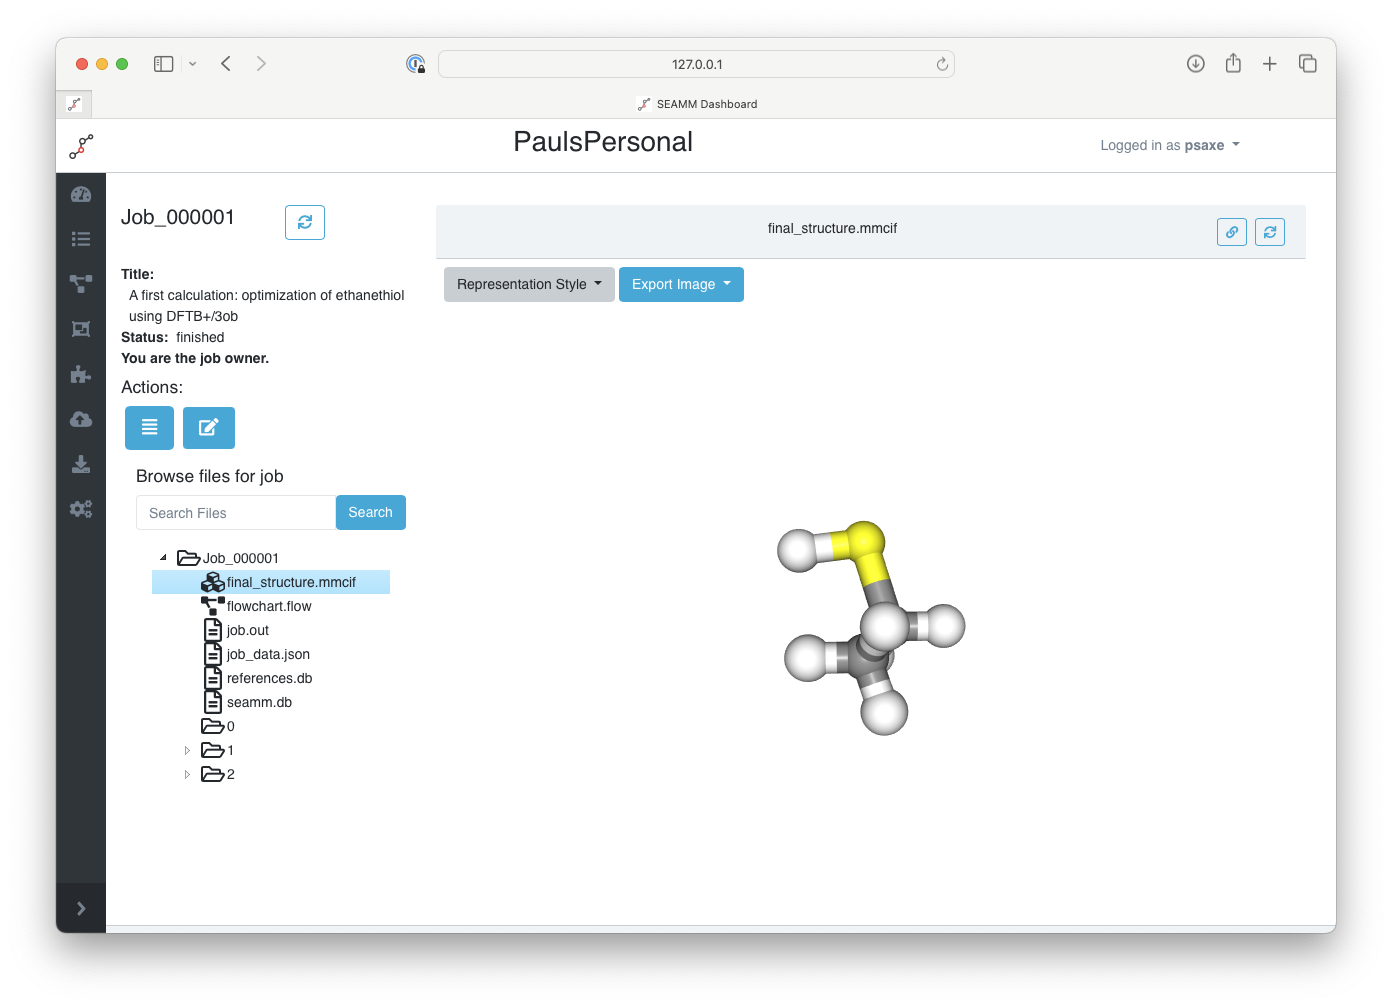 127.0.0.1
SEAMM Dashboard
PaulsPersonal
Logged in as psaxe
Job_000001
final_structure.mmcif
Title:
A first calculation: optimization of ethanethiol
using DFTB+/3ob
Status: finished
You are the job owner.
Actions:
Representation Style
Export Image
Browse files for job
Search Files
Search
Job_000001
final_structure.mmcif
flowchart.flow
job.out
job_data.json
references.db
seamm.db
0
1
2